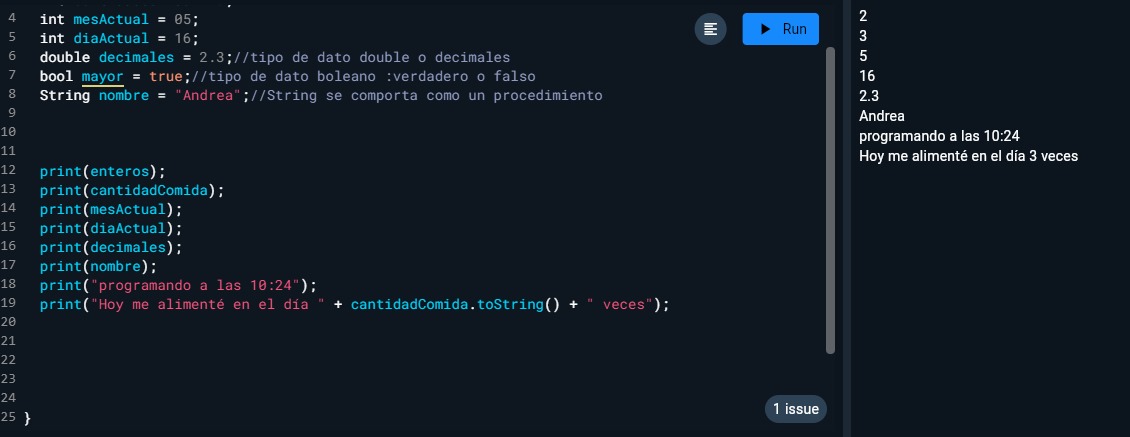 4 int mesActual = 05;
5 int diaActual = 16;
6 double decimales = 2.3;//tipo de dato double o decimales
7 bool mayor = true;//tipo de dato boleano :verdadero o falso
8 String nombre = "Andrea";//String se comporta como un procedimiento
9
10
11
12 print(enteros);
13 print(cantidadComida);
14 print(mesActual);
15 print(diaActual);
16 print(decimales);
17 print(nombre);
18 print("programando a las 10:24");
19 print("Hoy me alimenté en el día " + cantidadComida.toString() + " veces");
20
21
22
23
24
25 }
Run
1 issue
2
3
5
16
2.3
Andrea
programando a las 10:24
Hoy me alimenté en el día 3 veces